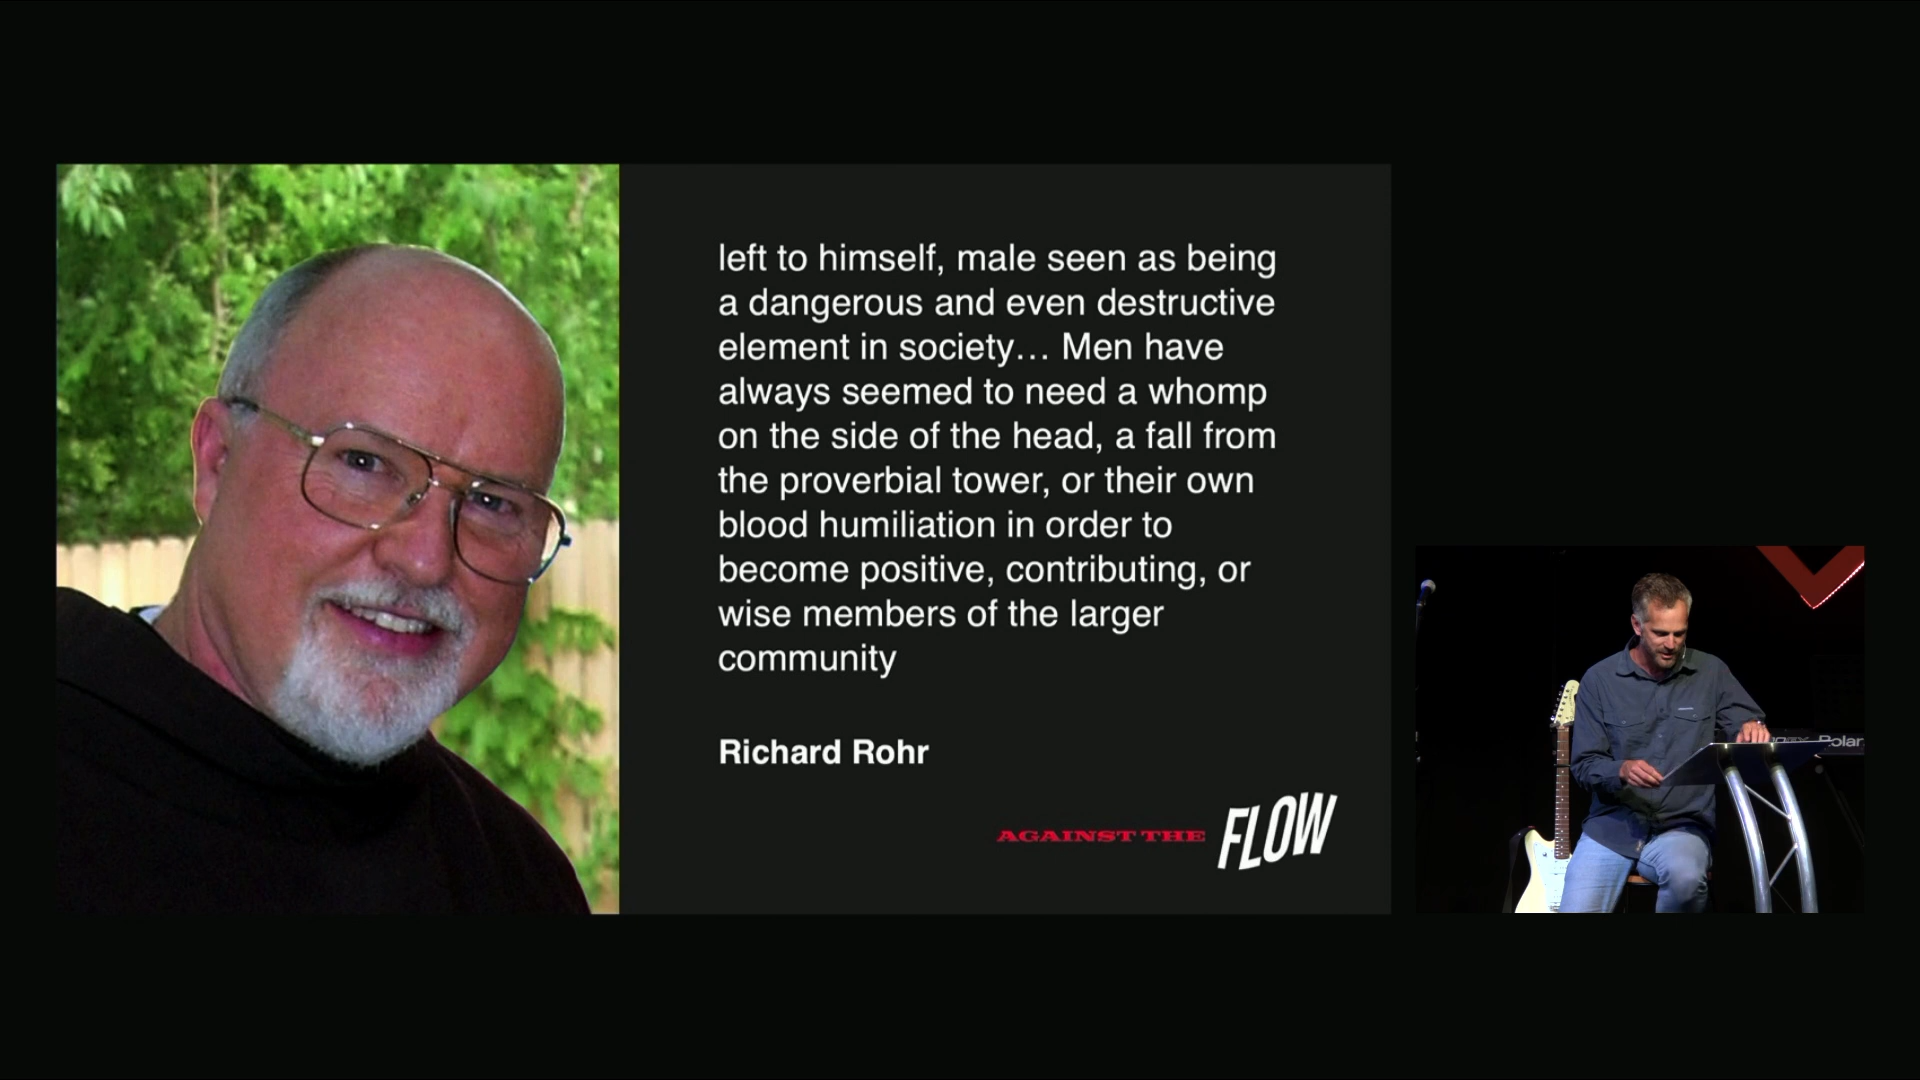 left to himself, male seen as being
a dangerous and even destructive
element in society… Men have
always seemed to need a whomp
on the side of the head, a fall from
the proverbial tower, or their own
blood humiliation in order to
become positive, contributing, or
wise members of the larger
community
Richard Rohr
AGAINST THE FLOW